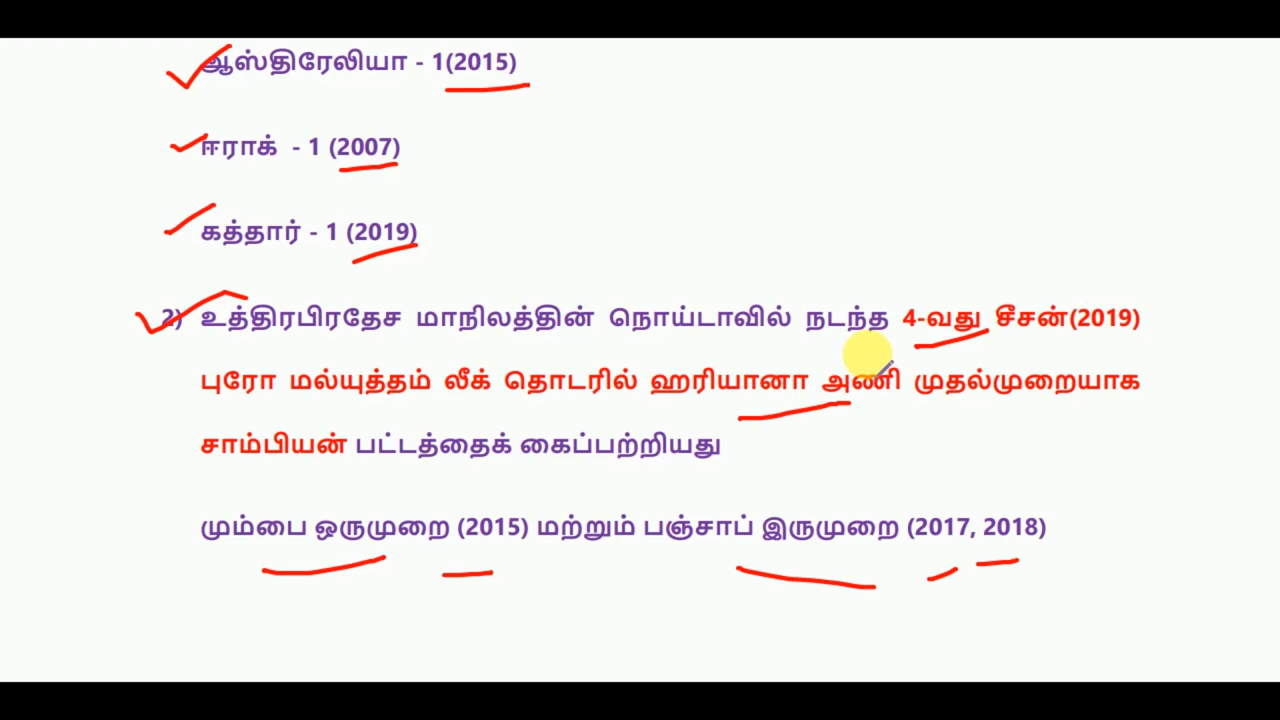 ஆஸ்திரேலியா - 1(2015)
ஈராக் - 1 (2007)
கத்தார் - 1 (2019)
2) உத்திரபிரதேச மாநிலத்தின் நொய்டாவில் நடந்த 4-வது சீசன்(2019)
புரோ மல்யுத்தம் லீக் தொடரில் ஹரியானா அணி முதல்முறையாக
சாம்பியன் பட்டத்தைக் கைப்பற்றியது
மும்பை ஒருமுறை (2015) மற்றும் பஞ்சாப் இருமுறை (2017, 2018)